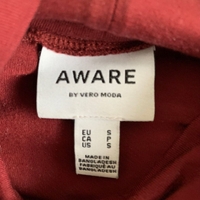 AWARE
BY VERO MODA
EU S
CA P
US S
MADE IN
BANGLADESH
FABRIQUÉ AU
BANGLADESH